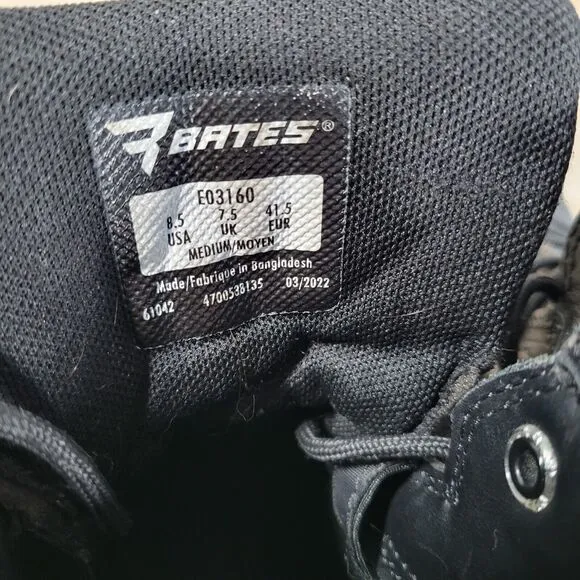 BATES®
E03160
8.5 7.5 41.5
USA UK EUR
MEDIUM/MOYEN
Made/Fabrique in Bangladesh
61042 4700538135 03/2022